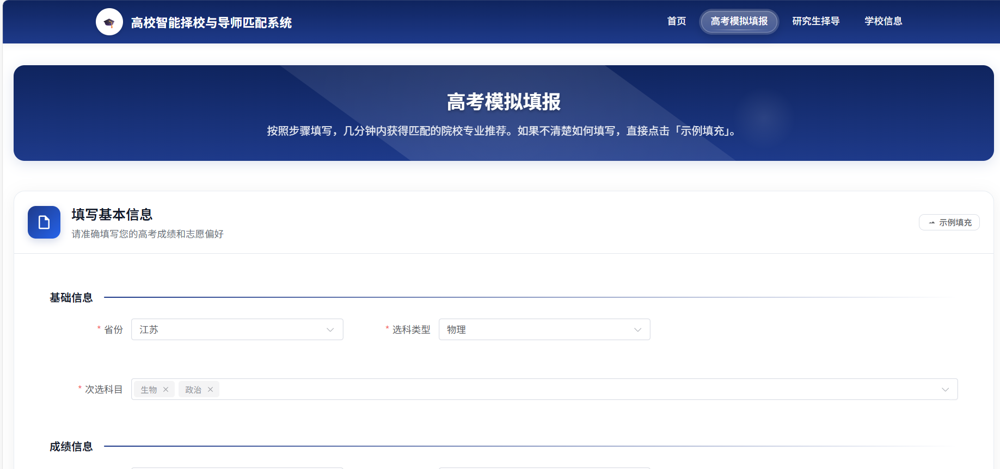 高校智能择校与导师匹配系统
首页 高考模拟填报 研究生择导 学校信息
高考模拟填报
按照步骤填写，几分钟内获得匹配的院校专业推荐。如果不清楚如何填写，直接点击「示例填充」。
填写基本信息
请准确填写您的高考成绩和志愿偏好
示例填充
基础信息
* 省份 江苏 * 选科类型 物理
* 次选科目 生物 政治
成绩信息